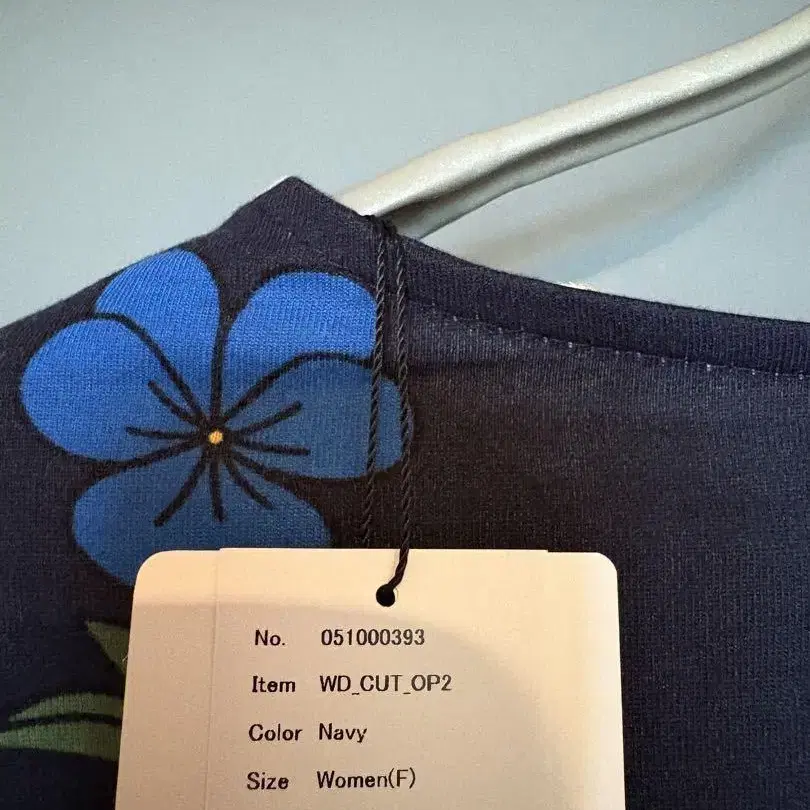 No. 051000393
Item WD_CUT_OP2
Color Navy
Size Women(F)